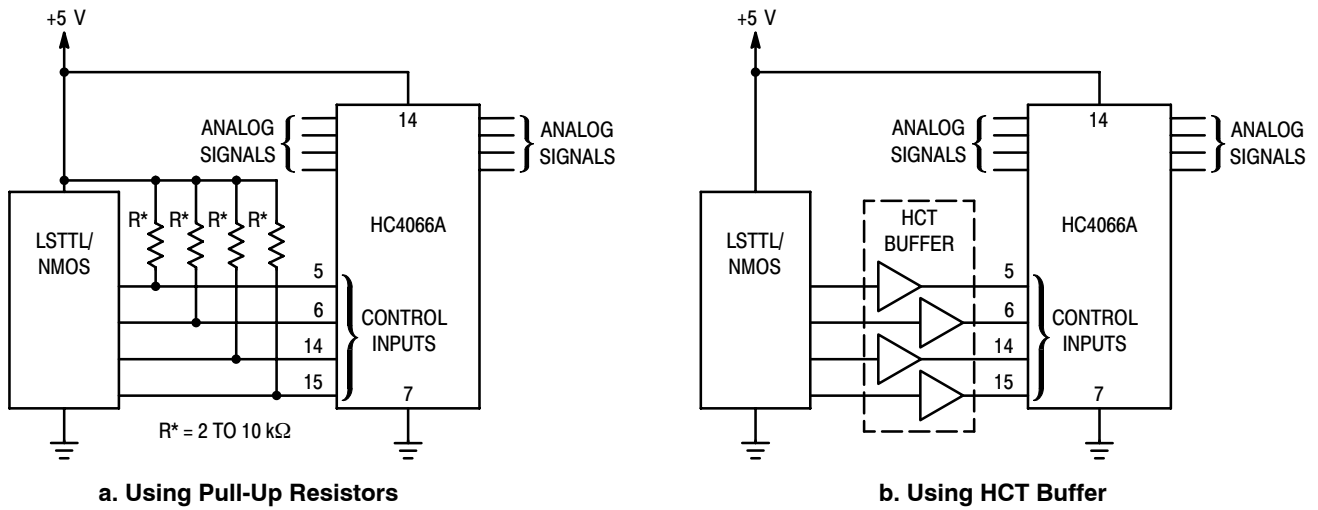 +5 V
14
ANALOG
SIGNALS
ANALOG
SIGNALS
R* R* R* R*
LSTTL/
NMOS
HC4066A
5
6
14
15
CONTROL
INPUTS
7
R* = 2 TO 10 kΩ
a. Using Pull-Up Resistors
+5 V
14
ANALOG
SIGNALS
ANALOG
SIGNALS
HCT
BUFFER
LSTTL/
NMOS
HC4066A
5
6
14
15
CONTROL
INPUTS
7
b. Using HCT Buffer